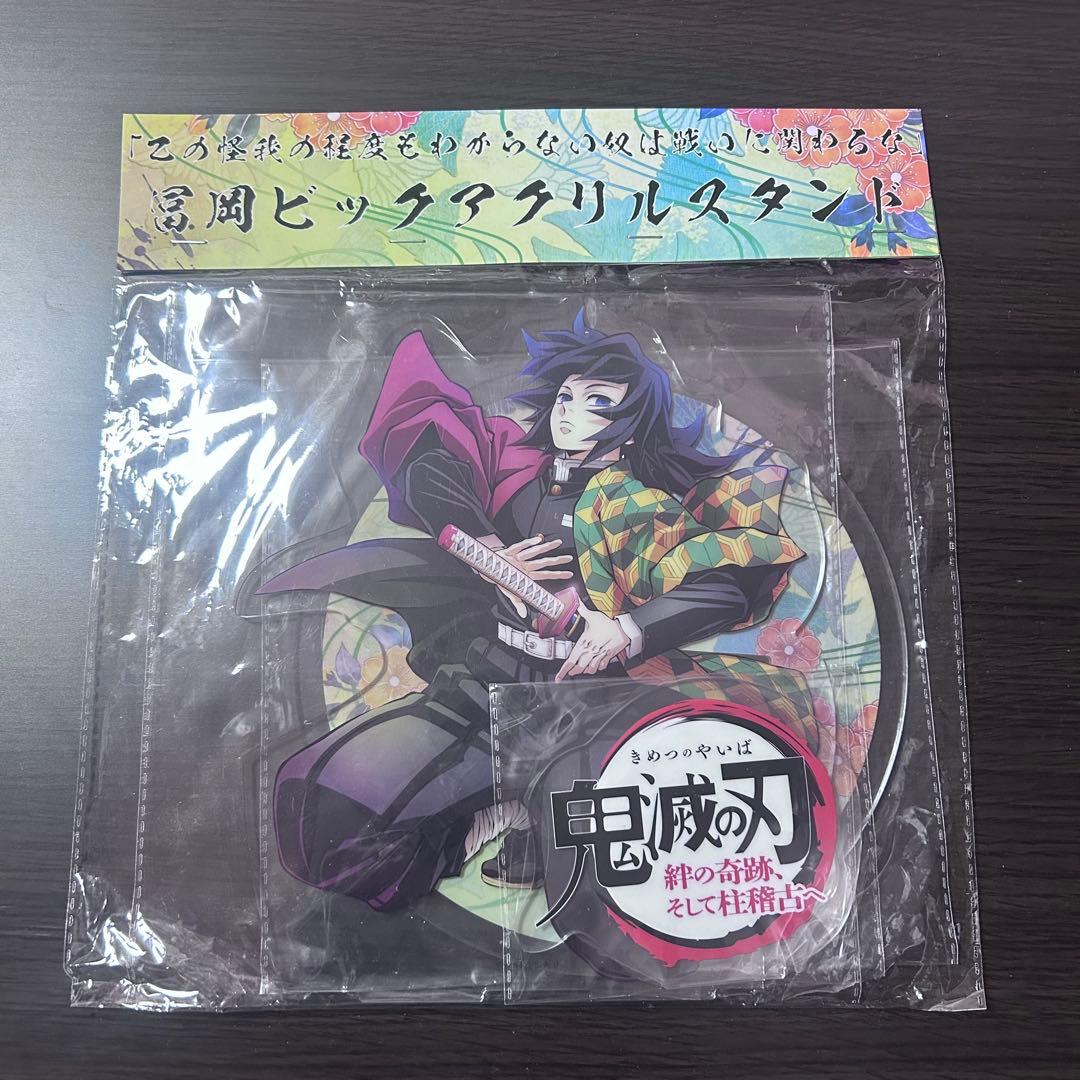 「この怪我の程度もわからない奴は戦いに関わるな」
冨岡ビックアクリルスタンド
きめつのやいば
鬼滅の刃
絆の奇跡、
そして柱稽古へ